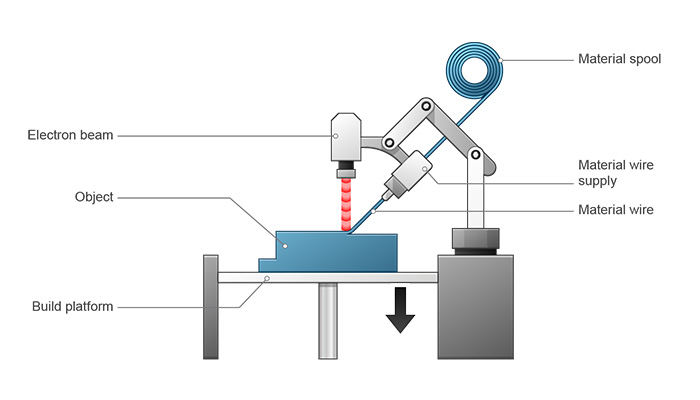 Material spool
Electron beam
Material wire
supply
Object
Material wire
Build platform